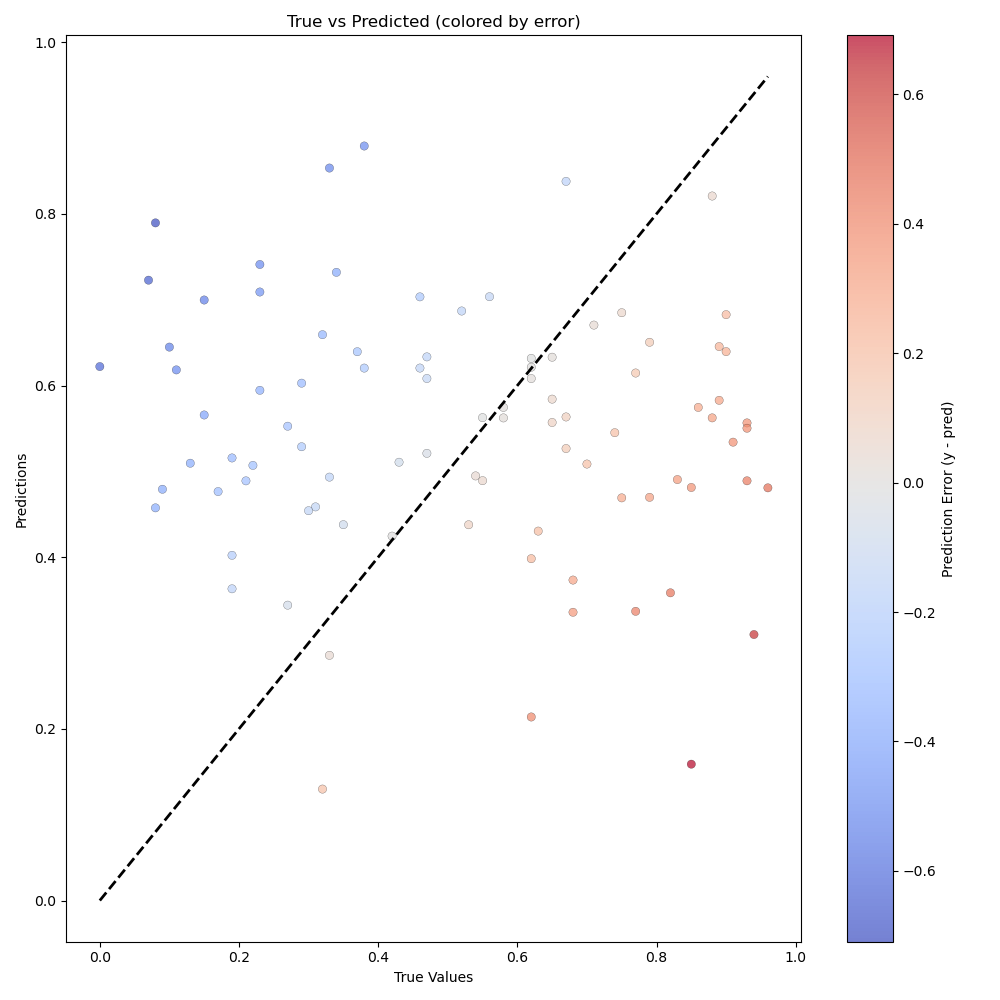 True vs Predicted (colored by error)
1.0
0.8
0.6
0.4
0.2
0.0
Predictions
0.0 0.2 0.4 0.6 0.8 1.0
True Values
0.6
0.4
0.2
0.0
−0.2
−0.4
−0.6
Prediction Error (y - pred)